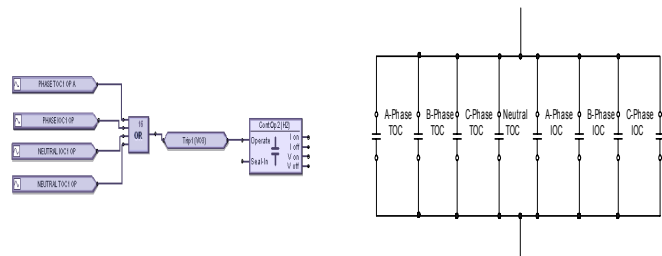 PHASE TOC1 OP A
PHASE IOC1 OP
NEUTRAL IOC1 OP
NEUTRAL TOC1 OP
16
OR
Trip1 (VO0)
Cont Op 2 (H2)
Operate
Seal-In
I on
I off
V on
V off
A-Phase TOC
B-Phase TOC
C-Phase TOC
Neutral TOC
A-Phase IOC
B-Phase IOC
C-Phase IOC